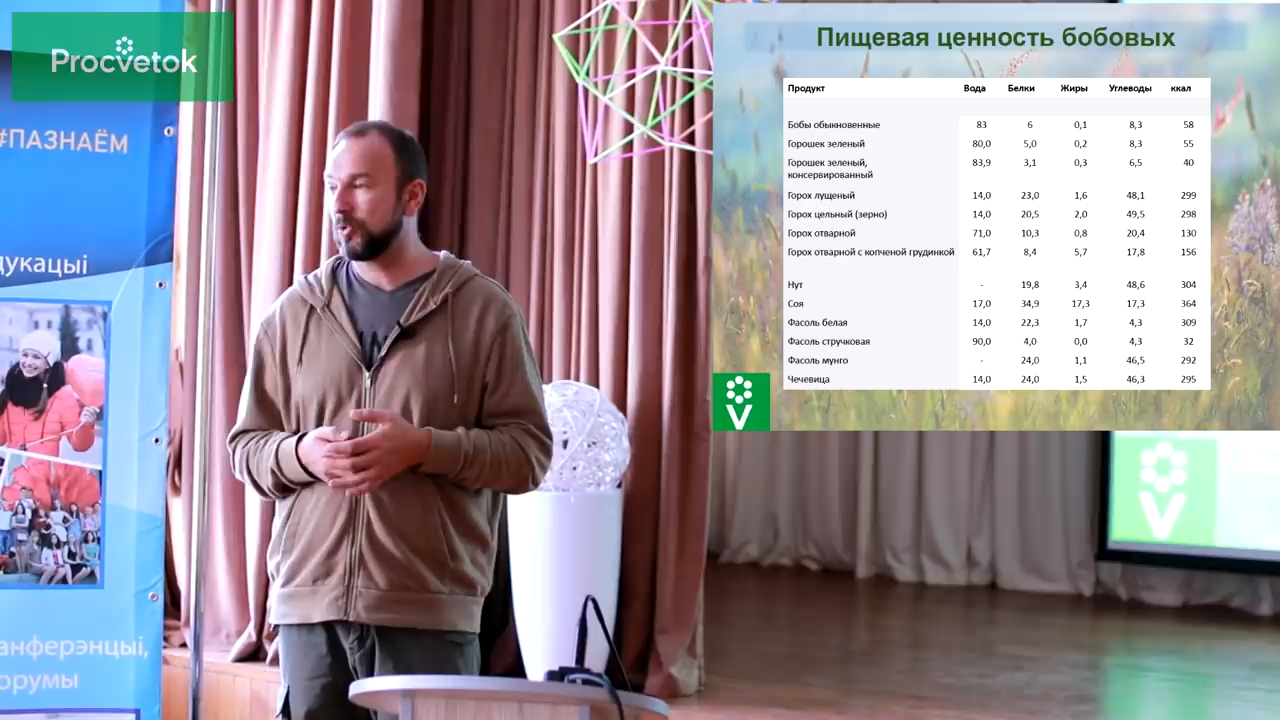 Procvetok
#ПАЗНАЁМ
дукацыі
анферэнцыі,
орумы
Пищевая ценность бобовых
Продукт Вода Белки Жиры Углеводы ккал
Бобы обыкновенные 83 6 0,1 8,3 58
Горошек зеленый 80,0 5,0 0,2 8,3 55
Горошек зеленый, 83,9 3,1 0,3 6,5 40
консервированный
Горох лущеный 14,0 23,0 1,6 48,1 299
Горох цельный (зерно) 14,0 20,5 2,0 49,5 298
Горох отварной 71,0 10,3 0,8 20,4 130
Горох отварной с копченой грудинкой 61,7 8,4 5,7 17,8 156
Нут - 19,8 3,4 48,6 304
Соя 17,0 34,9 17,3 17,3 364
Фасоль белая 14,0 22,3 1,7 4,3 309
Фасоль стручковая 90,0 4,0 0,0 4,3 32
Фасоль мунго - 24,0 1,1 46,5 292
Чечевица 14,0 24,0 1,5 46,3 295